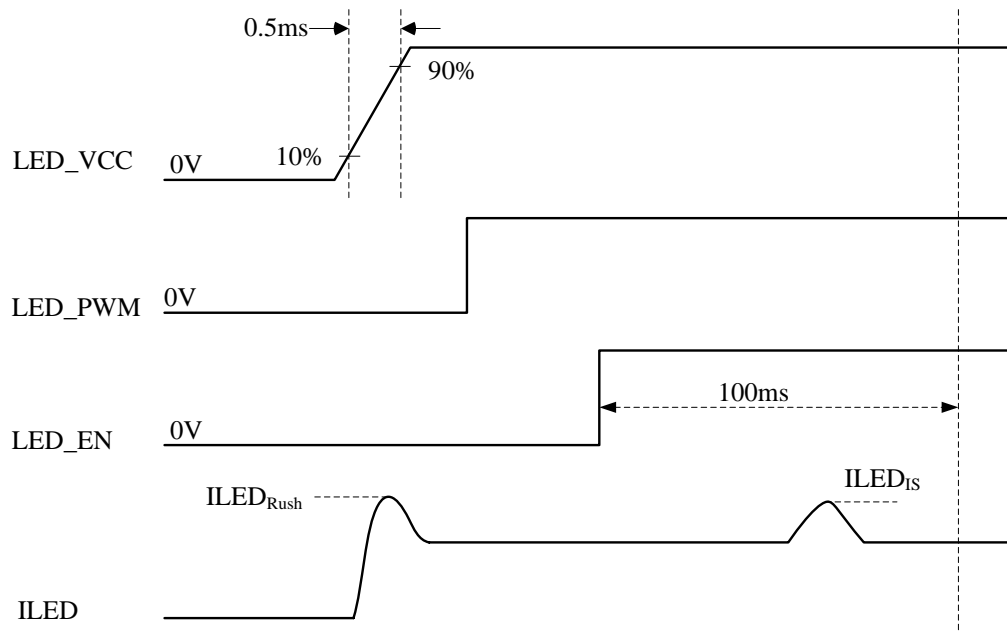 0.5ms
90%
10%
LED_VCC
0V
LED_PWM
0V
100ms
LED_EN
0V
ILED_Rush
ILED_IS
ILED